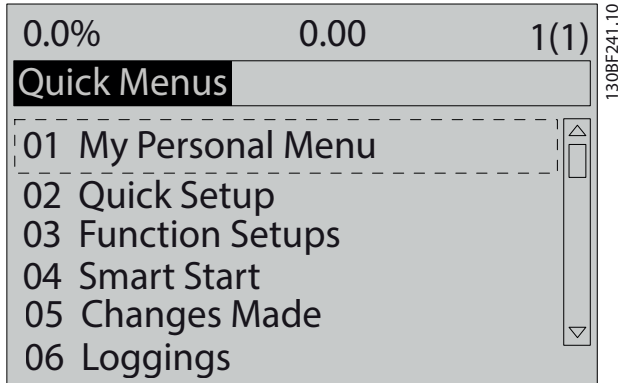 0.0% 0.00 1(1)
Quick Menus
01 My Personal Menu
02 Quick Setup
03 Function Setups
04 Smart Start
05 Changes Made
06 Loggings
130BF241.10